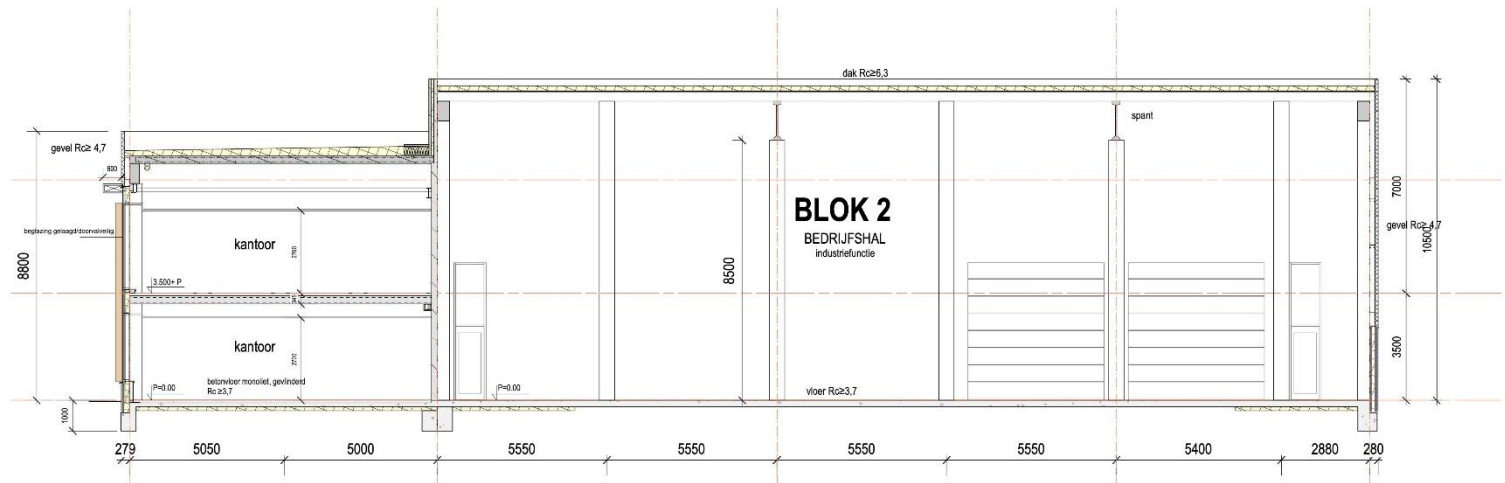 dak Rc≥6,3
spant
gevel Rc≥ 4,7
600
8800
beglazing gelaagd/doorvalveilig
kantoor
2700
3.500+ P
kantoor
2700
betonvloer monoliet, gevlinderd
Rc ≥3,7
P=0.00
1000
BLOK 2
BEDRIJFSHAL
industriefunctie
8500
P=0.00
vloer Rc≥3,7
7000
gevel Rc≥ 4,7
10500
3500
279 5050 5000 5550 5550 5550 5550 5400 2880 280